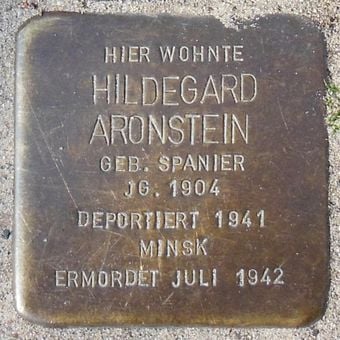 HIER WOHNTE
HILDEGARD
ARONSTEIN
GEB. SPANIER
JG. 1904
DEPORTIERT 1941
MINSK
ERMORDET JULI 1942